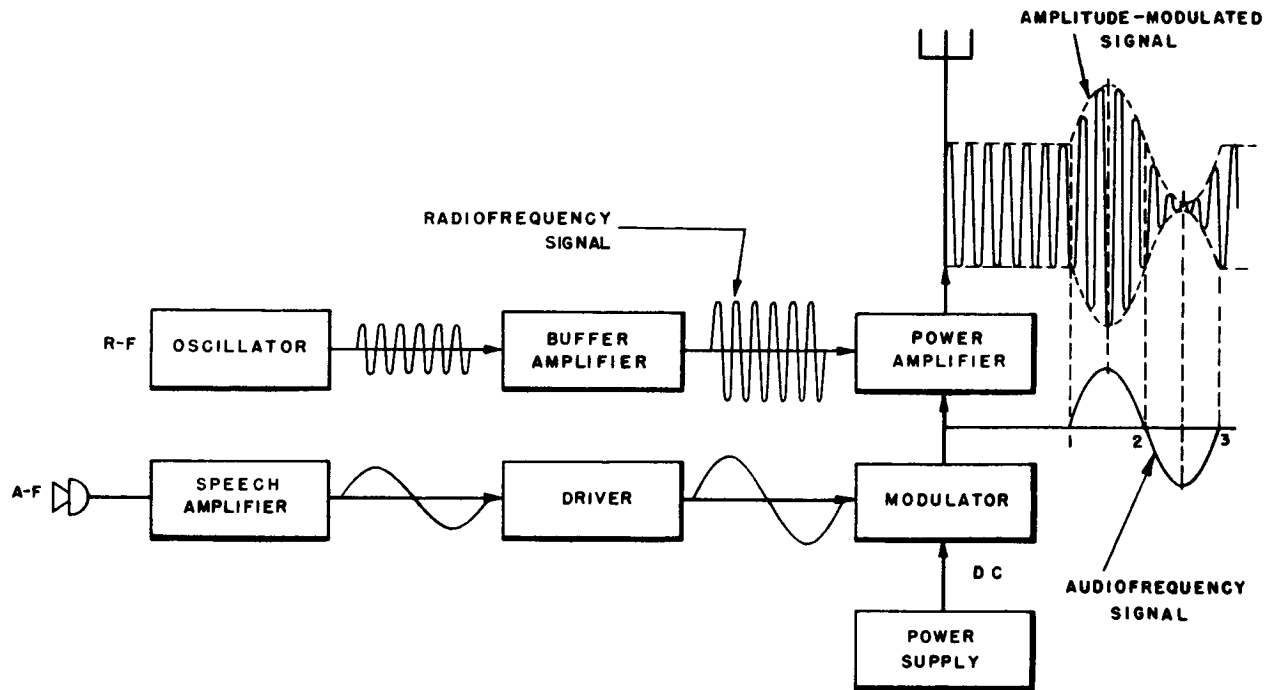 AMPLITUDE-MODULATED
SIGNAL
RADIOFREQUENCY
SIGNAL
R-F
OSCILLATOR
BUFFER
AMPLIFIER
POWER
AMPLIFIER
2
3
A-F
SPEECH
AMPLIFIER
DRIVER
MODULATOR
DC
AUDIOFREQUENCY
SIGNAL
POWER
SUPPLY